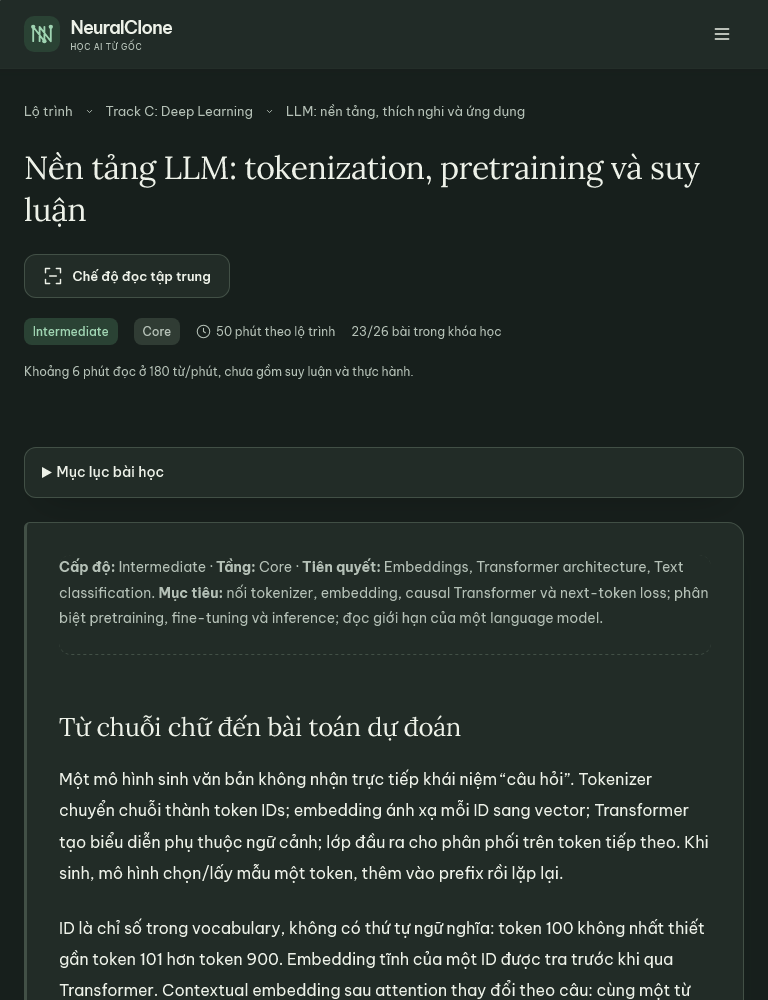 NeuralClone
HỌC AI TỪ GỐC
Lộ trình
Track C: Deep Learning
LLM: nền tảng, thích nghi và ứng dụng
Nền tảng LLM: tokenization, pretraining và suy
luận
Chế độ đọc tập trung
Intermediate
Core
50 phút theo lộ trình
23/26 bài trong khóa học
Khoảng 6 phút đọc ở 180 từ/phút, chưa gồm suy luận và thực hành.
▶ Mục lục bài học
Cấp độ: Intermediate · Tầng: Core · Tiên quyết: Embeddings, Transformer architecture, Text
classification. Mục tiêu: nối tokenizer, embedding, causal Transformer và next-token loss; phân
biệt pretraining, fine-tuning và inference; đọc giới hạn của một language model.
Từ chuỗi chữ đến bài toán dự đoán
Một mô hình sinh văn bản không nhận trực tiếp khái niệm “câu hỏi”. Tokenizer
chuyển chuỗi thành token IDs; embedding ánh xạ mỗi ID sang vector; Transformer
tạo biểu diễn phụ thuộc ngữ cảnh; lớp đầu ra cho phân phối trên token tiếp theo. Khi
sinh, mô hình chọn/lấy mẫu một token, thêm vào prefix rồi lặp lại.
ID là chỉ số trong vocabulary, không có thứ tự ngữ nghĩa: token 100 không nhất thiết
gần token 101 hơn token 900. Embedding tĩnh của một ID được tra trước khi qua
Transformer. Contextual embedding sau attention thay đổi theo câu: cùng một từ